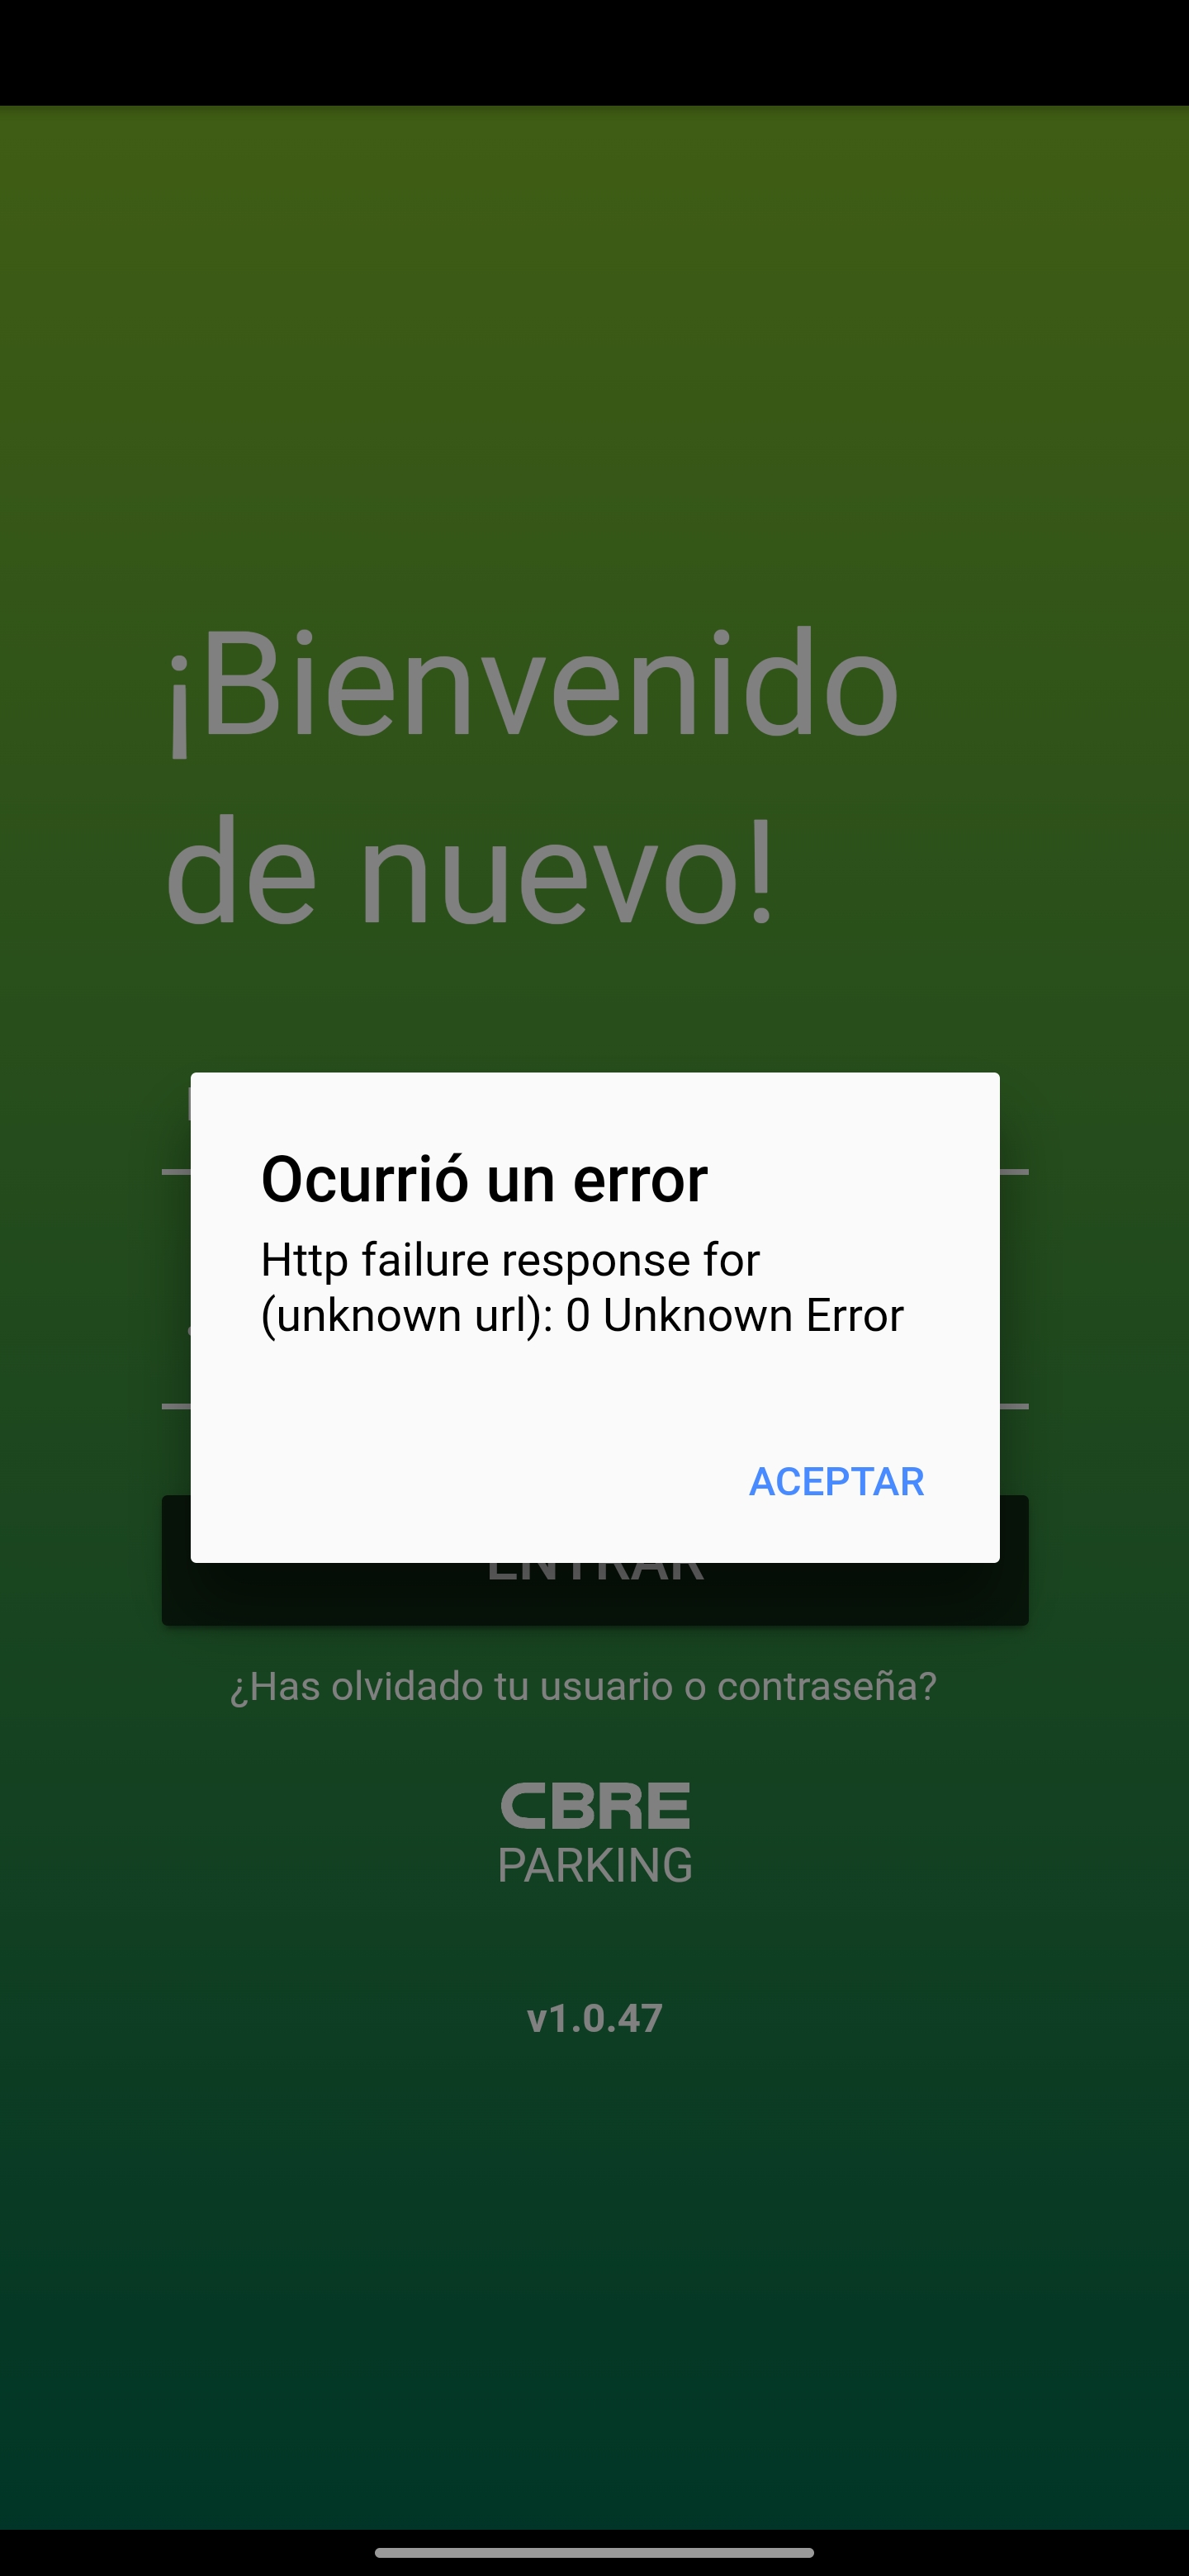 ¡Bienvenido
de nuevo!
Ocurrió un error
Http failure response for
(unknown url): 0 Unknown Error
ACEPTAR
ENTRAR
¿Has olvidado tu usuario o contraseña?
CBRE
PARKING
v1.0.47